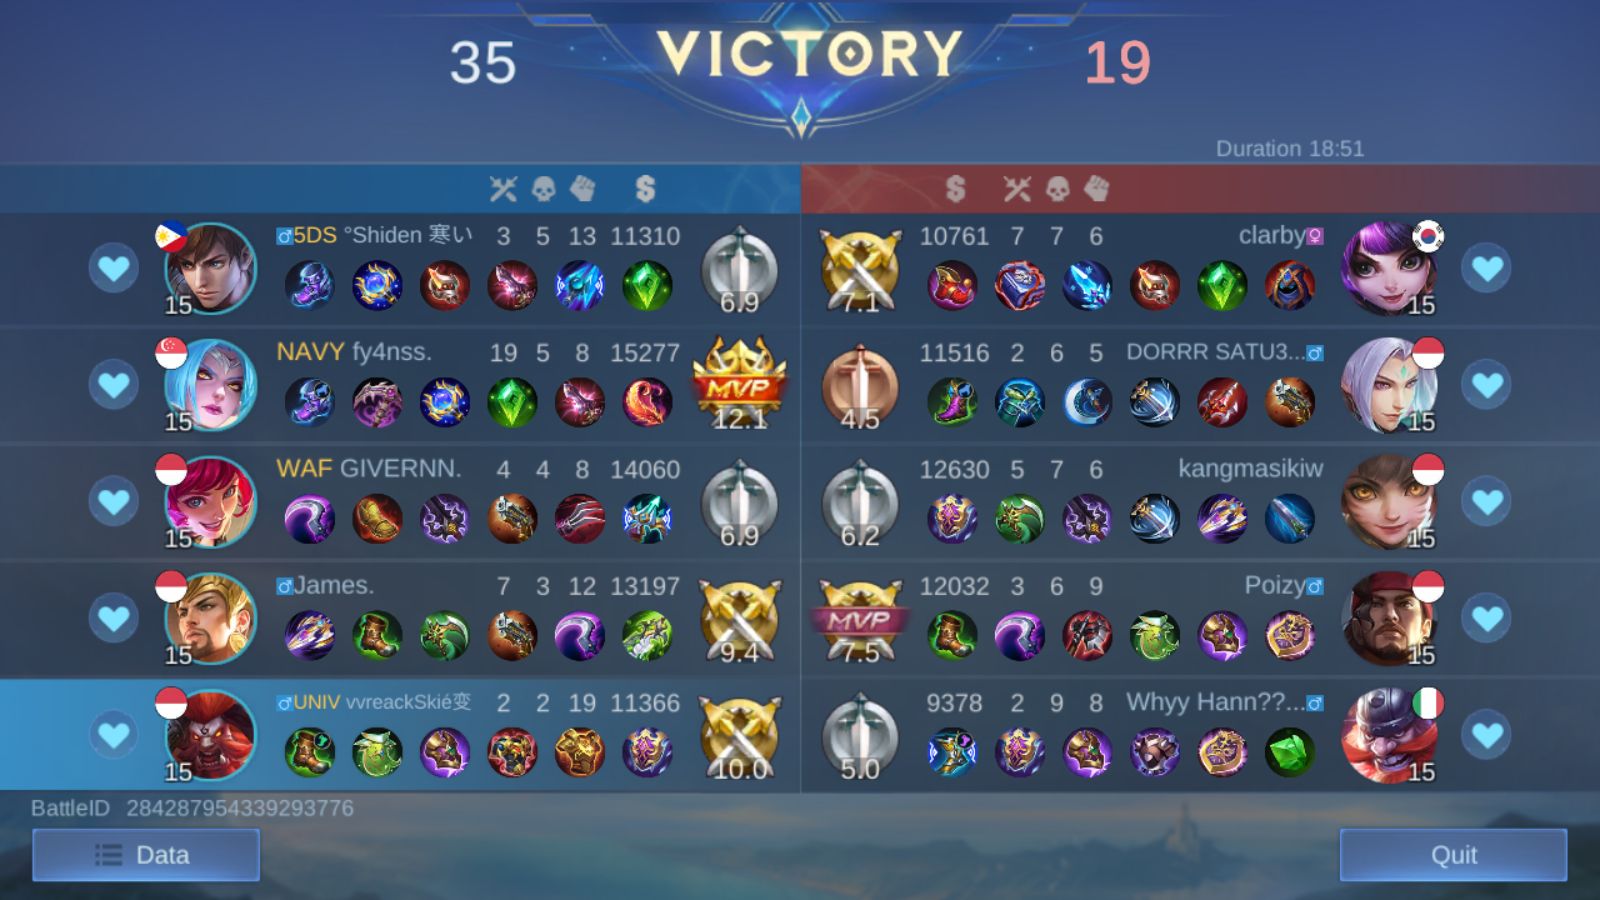 35 VICTORY 19
Duration 18:51
♂5DS °Shiden 寒い 3 5 13 11310
15 6.9
10761 7 7 6 clarby♀
7.1 15
NAVY fy4nss. 19 5 8 15277
15 MVP 12.1
11516 2 6 5 DORRR SATU3...♂
4.5 15
WAF GIVERNN. 4 4 8 14060
15 6.9
12630 5 7 6 kangmasikiw
6.2 15
♂James. 7 3 12 13197
15 9.4
12032 3 6 9 Poizy♂
MVP 7.5 15
♂UNIV vvreackSkié变 2 2 19 11366
15 10.0
9378 2 9 8 Whyy Hann??...♂
5.0 15
BattleID 284287954339293776
Data
Quit